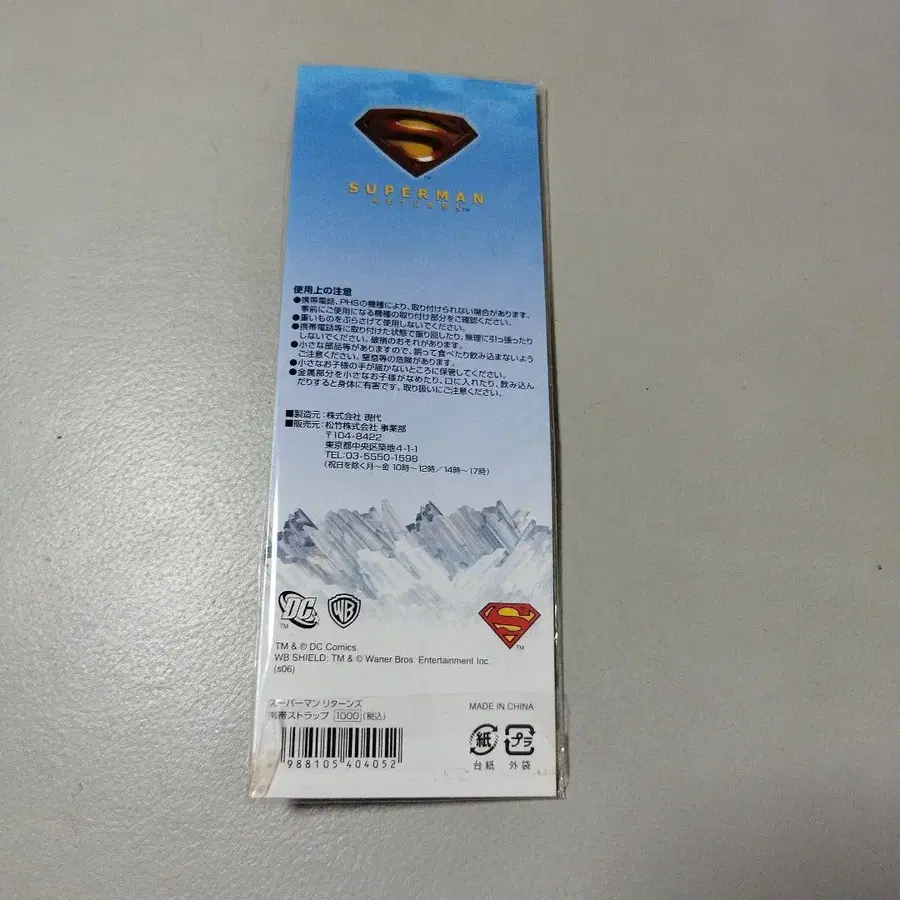 SUPERMAN
RETURNS™
使用上の注意
●携帯電話、PHSの機種により、取り付けられない場合があります。
事前にご使用になる機種の取り付け部分をご確認ください。
●重いものをぶらさげて使用しないでください。
●携帯電話等に取り付けた状態で振り回したり、無理に引っ張ったり
しないでください。破損のおそれがあります。
●小さな部品等がありますので、誤って食べたり飲み込まないよう
ご注意ください。窒息等の危険があります。
●小さなお子様の手が届かないところに保管してください。
●金属部分を小さなお子様がなめたり、口に入れたり、飲み込ん
だりすると身体に有害です。取り扱いにご注意ください。
■製造元：株式会社 現代
■販売元：松竹株式会社 事業部
〒104-8422
東京都中央区築地4-1-1
TEL:03-5550-1598
（祝日を除く月～金 10時～12時／14時～17時）
DC TM
WB
S TM
TM & © DC Comics.
WB SHIELD: TM & © Waner Bros. Entertainment Inc.
(s06)
スーパーマン リターンズ
携帯ストラップ 1000 (税込)
MADE IN CHINA
紙 プラ
台紙 外袋
988105 404052